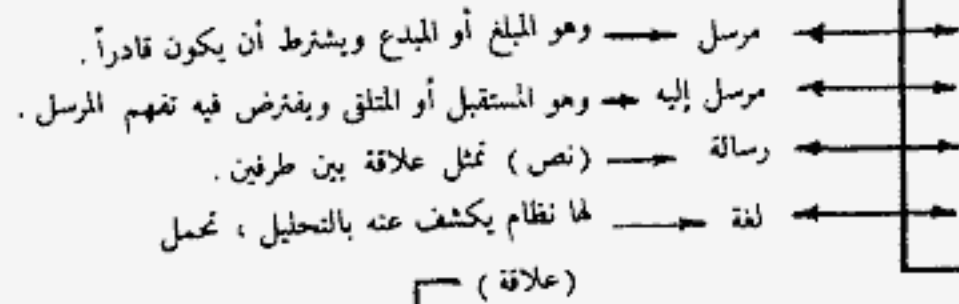 مرسل وهو المبلغ أو المبدع ويشترط أن يكون قادراً .
مرسل إليه وهو المستقبل أو المتلقي ويفترض فيه تفهم المرسل .
رسالة ( نص ) تمثل علاقة بين طرفين .
لغة لها نظام يكشف عنه بالتحليل ، تحمل
( علاقة )